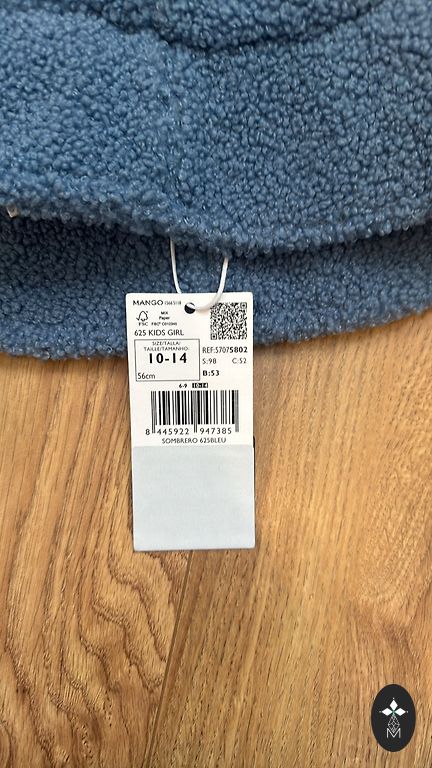 MANGO
FSC
MIX
Paper
625 KIDS GIRL
SIZE/TALLA/
TAILLE/TAMANHO:
10-14
56cm
REF:57075802
S:98 C:52
B:53
6-9 10-14
8 445922 947385
SOMBRERO 625BLEU
M